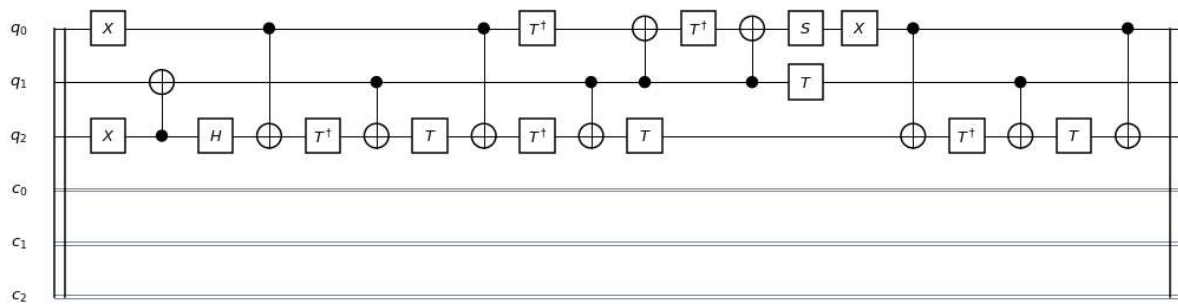 q₀ X T† T† S X
q₁ T
q₂ X H T† T T† T T† T
c₀
c₁
c₂